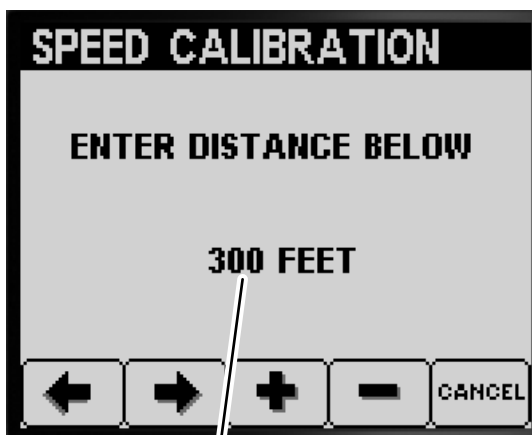 SPEED CALIBRATION
ENTER DISTANCE BELOW
300 FEET
CANCEL